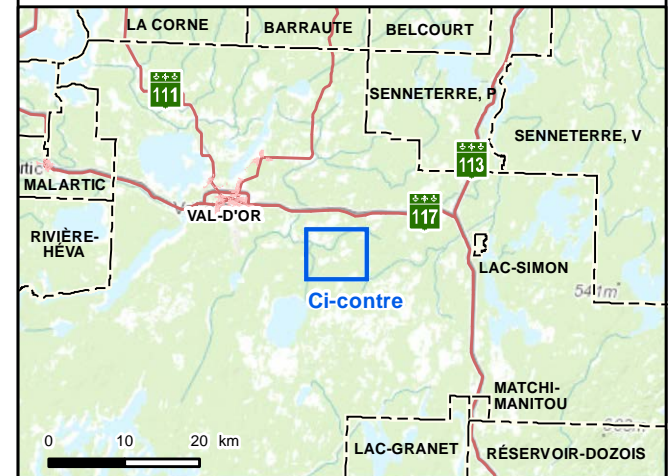 LA CORNE
BARRAUTE
BELCOURT
111
SENNETERRE, P
SENNETERRE, V
113
MALARTIC
117
VAL-D'OR
RIVIÈRE-
HÉVA
LAC-SIMON
Ci-contre
MATCHI-
MANITOU
0 10 20 km
LAC-GRANET
RÉSERVOIR-DOZOIS